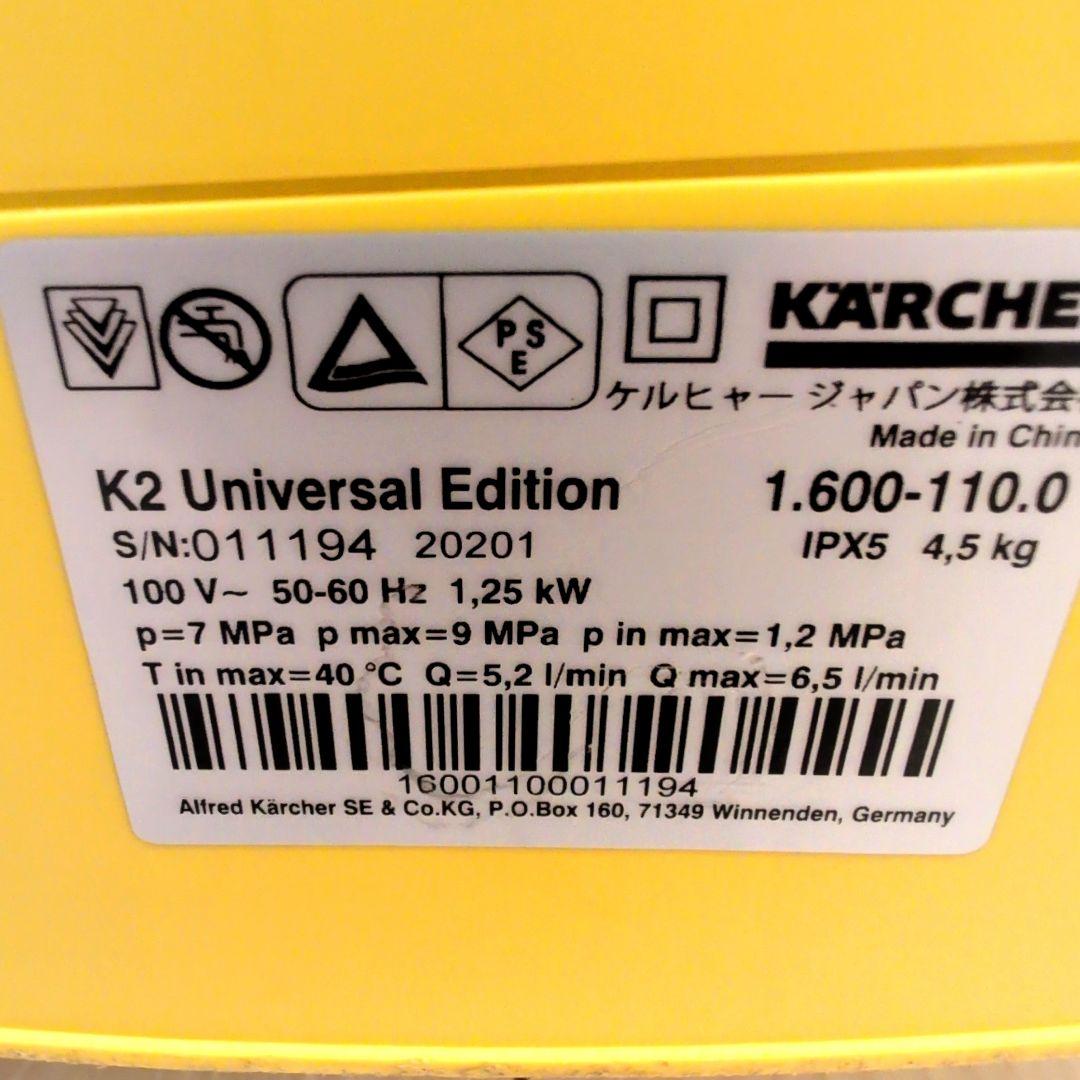 PSE
KÄRCHE
ケルヒャー ジャパン株式会
Made in Chin
K2 Universal Edition 1.600-110.0
S/N:011194 20201 IPX5 4,5 kg
100 V~ 50-60 Hz 1,25 kW
p=7 MPa p max=9 MPa p in max=1,2 MPa
T in max=40 °C Q=5,2 l/min Q max=6,5 l/min
16001100011194
Alfred Kärcher SE & Co.KG, P.O.Box 160, 71349 Winnenden, Germany